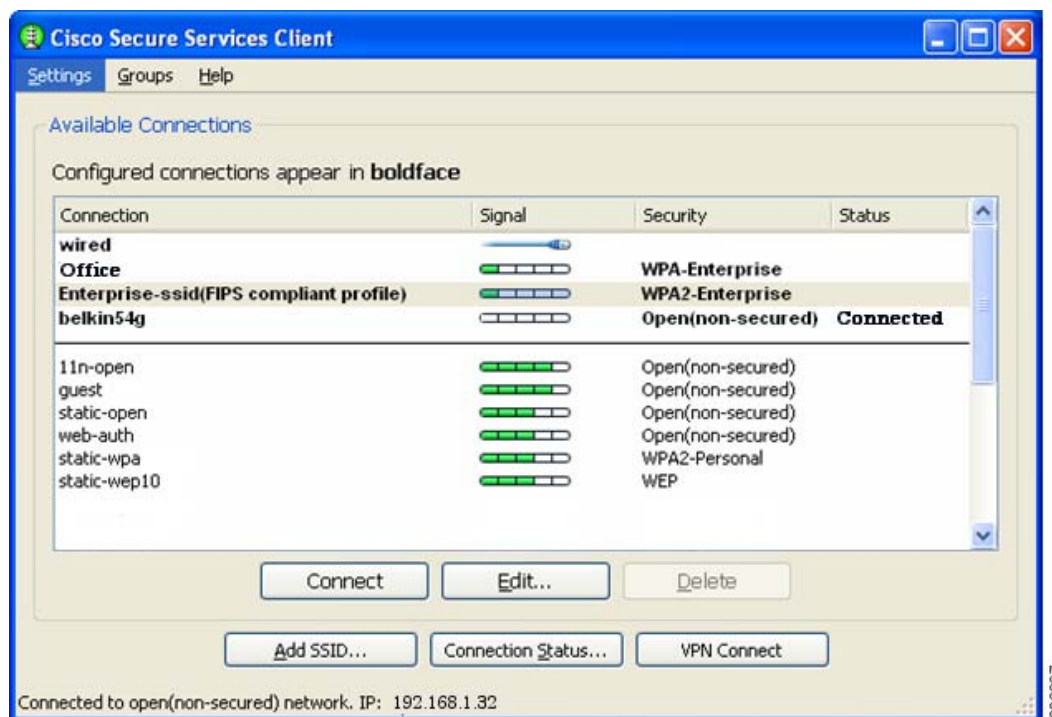 Cisco Secure Services Client
Settings Groups Help
Available Connections
Configured connections appear in boldface
Connection Signal Security Status
wired
Office WPA-Enterprise
Enterprise-ssid(FIPS compliant profile) WPA2-Enterprise
belkin54g Open(non-secured) Connected
11n-open Open(non-secured)
guest Open(non-secured)
static-open Open(non-secured)
web-auth Open(non-secured)
static-wpa WPA2-Personal
static-wep10 WEP
Connect Edit... Delete
Add SSID... Connection Status... VPN Connect
Connected to open(non-secured) network. IP: 192.168.1.32